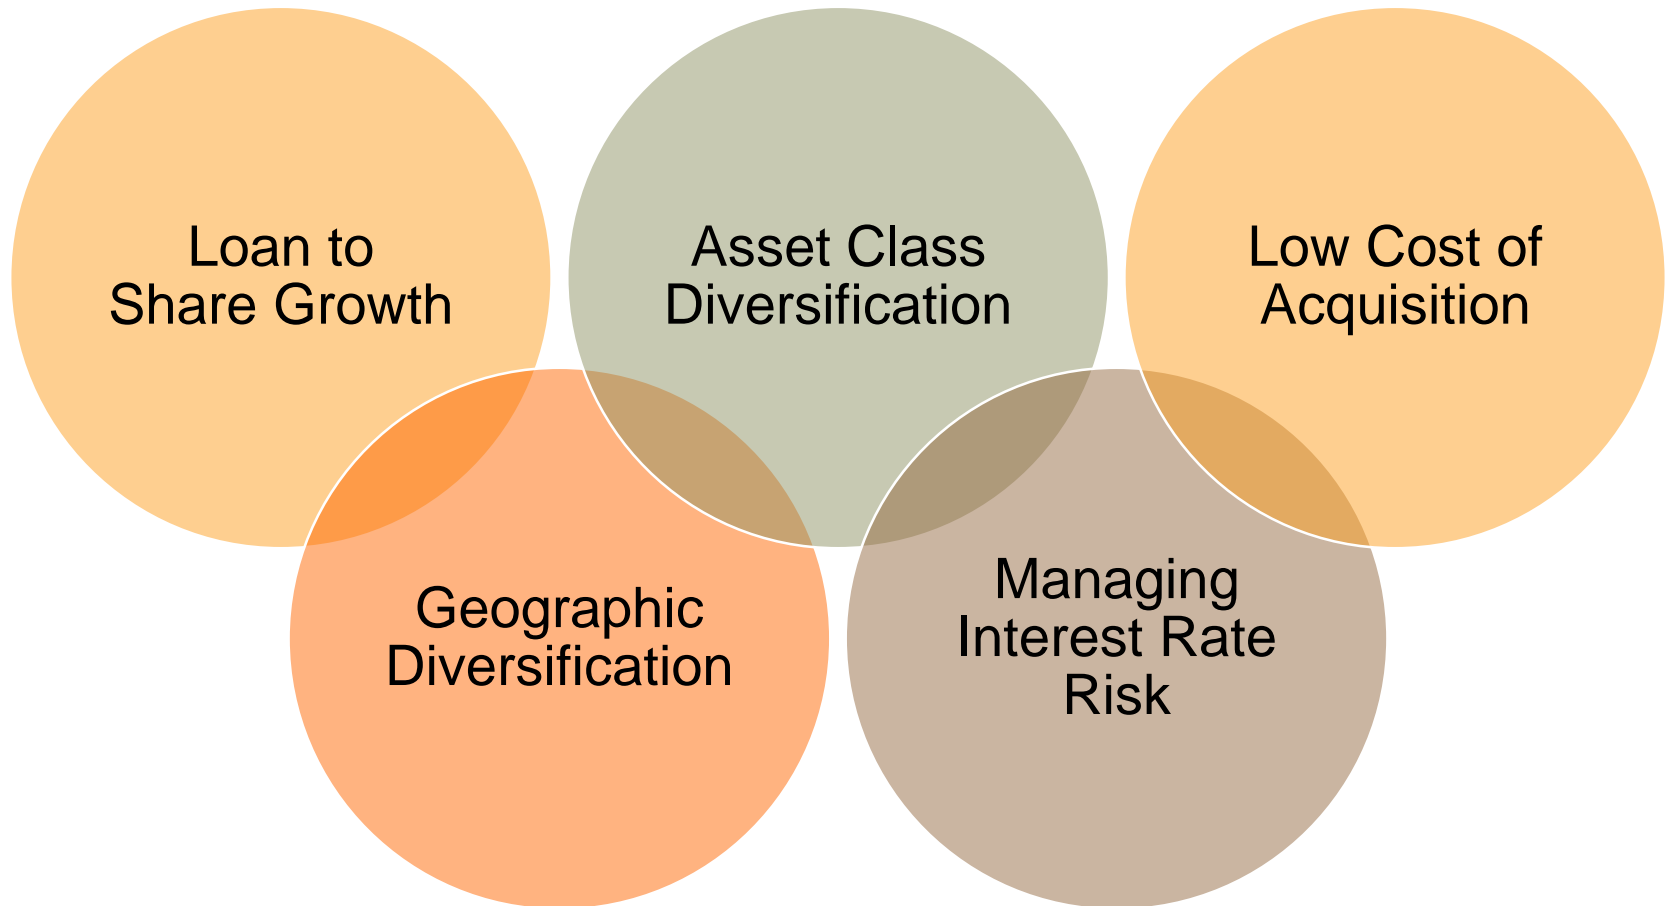 Loan to
Share Growth
Asset Class
Diversification
Low Cost of
Acquisition
Geographic
Diversification
Managing
Interest Rate
Risk